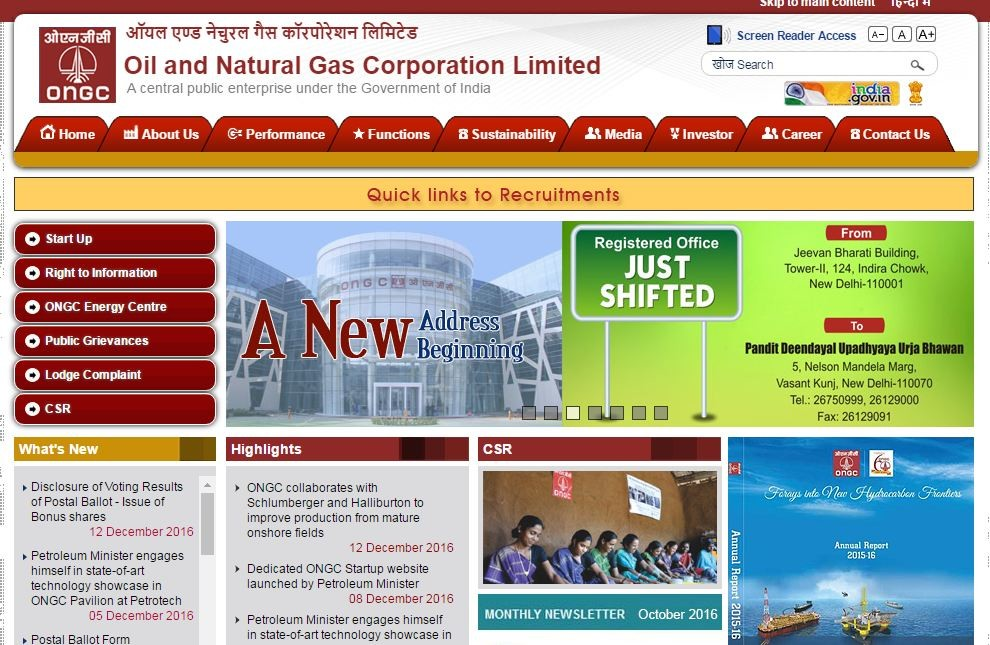 Skip to main content
ऑयल एण्ड नेचुरल गैस कॉरपोरेशन लिमिटेड
Oil and Natural Gas Corporation Limited
A central public enterprise under the Government of India
ओएनजीसी
ONGC
Screen Reader Access A- A A+
खोज Search
india.gov.in
Home About Us Performance Functions Sustainability Media Investor Career Contact Us
Quick links to Recruitments
Start Up
Right to Information
ONGC Energy Centre
Public Grievances
Lodge Complaint
CSR
ONGC
A New Address
Beginning
Registered Office
JUST
SHIFTED
From
Jeevan Bharati Building,
Tower-II, 124, Indira Chowk,
New Delhi-110001
To
Pandit Deendayal Upadhyaya Urja Bhawan
5, Nelson Mandela Marg,
Vasant Kunj, New Delhi-110070
Tel.: 26750999, 26129000
Fax: 26129091
What's New
Disclosure of Voting Results
of Postal Ballot - Issue of
Bonus shares
12 December 2016
Petroleum Minister engages
himself in state-of-art
technology showcase in
ONGC Pavilion at Petrotech
05 December 2016
Postal Ballot Form
Highlights
ONGC collaborates with
Schlumberger and Halliburton to
improve production from mature
onshore fields
12 December 2016
Dedicated ONGC Startup website
launched by Petroleum Minister
08 December 2016
Petroleum Minister engages himself
in state-of-art technology showcase in
CSR
ONGC
MONTHLY NEWSLETTER October 2016
ONGC
Forays into New Hydrocarbon Frontiers
Annual Report
2015-16
Annual Report 2015-16